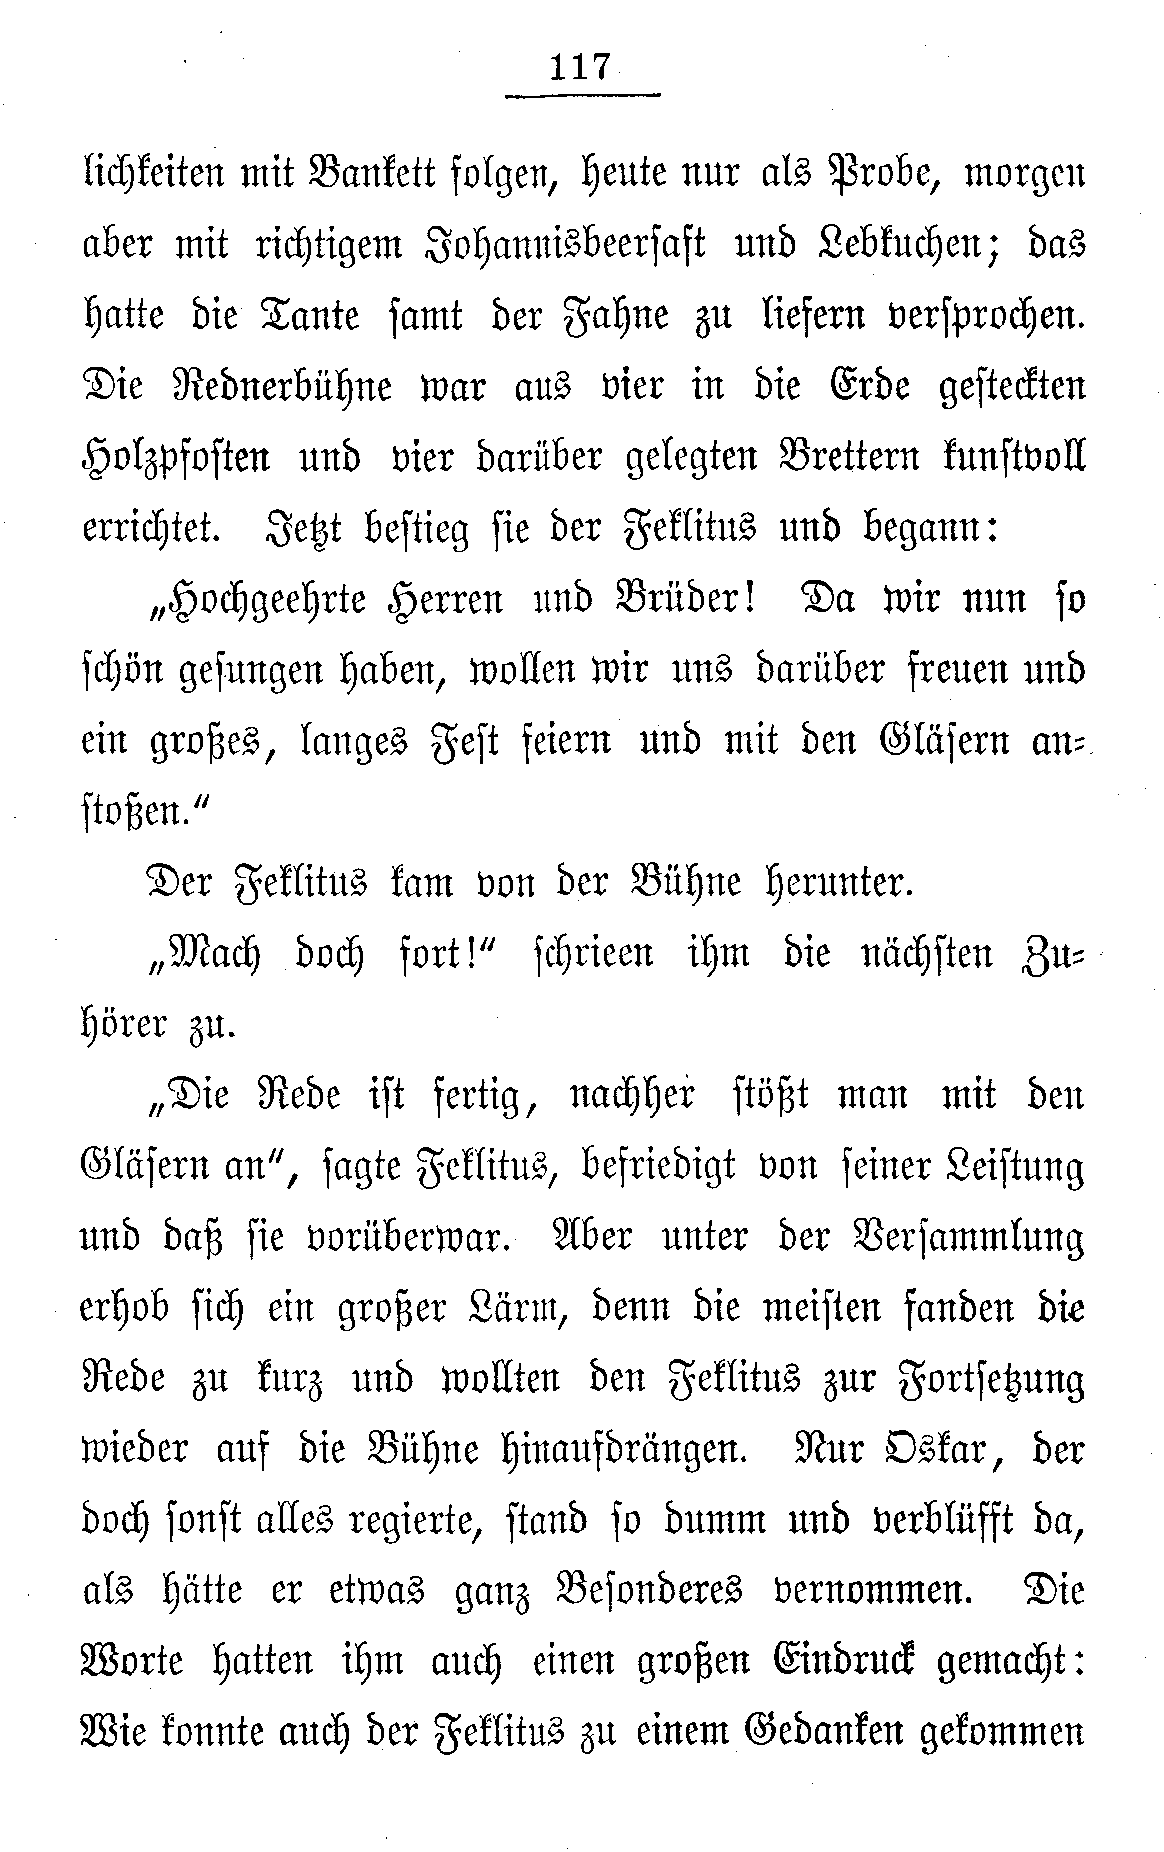 117
lichkeiten mit Bankett folgen, heute nur als Probe, morgen
aber mit richtigem Johannisbeersaft und Lebkuchen; das
hatte die Tante samt der Fahne zu liefern versprochen.
Die Rednerbühne war aus vier in die Erde gesteckten
Holzpfosten und vier darüber gelegten Brettern kunstvoll
errichtet. Jetzt bestieg sie der Feklitus und begann:
„Hochgeehrte Herren und Brüder! Da wir nun so
schön gesungen haben, wollen wir uns darüber freuen und
ein großes, langes Fest feiern und mit den Gläsern an-
stoßen.“
Der Feklitus kam von der Bühne herunter.
„Mach doch fort!“ schrieen ihm die nächsten Zu-
hörer zu.
„Die Rede ist fertig, nachher stößt man mit den
Gläsern an“, sagte Feklitus, befriedigt von seiner Leistung
und daß sie vorüberwar. Aber unter der Versammlung
erhob sich ein großer Lärm, denn die meisten fanden die
Rede zu kurz und wollten den Feklitus zur Fortsetzung
wieder auf die Bühne hinaufdrängen. Nur Oskar, der
doch sonst alles regierte, stand so dumm und verblüfft da,
als hätte er etwas ganz Besonderes vernommen. Die
Worte hatten ihm auch einen großen Eindruck gemacht:
Wie konnte auch der Feklitus zu einem Gedanken gekommen